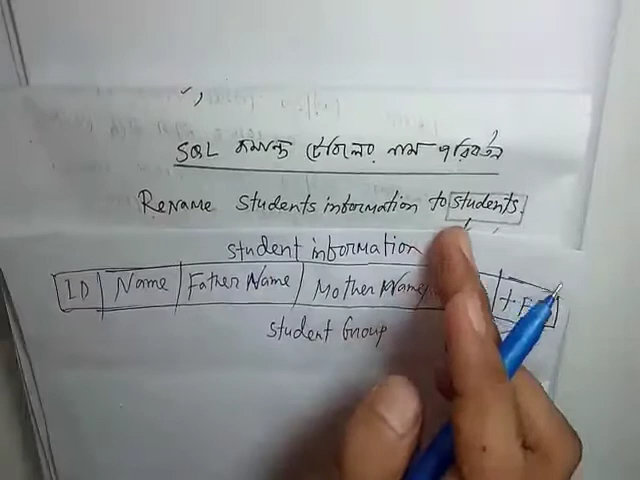 SQL কমান্ড টেবিলের নাম পরিবর্তন
Rename students information to students.
student information
ID Name Father Name Mother Name
student Group